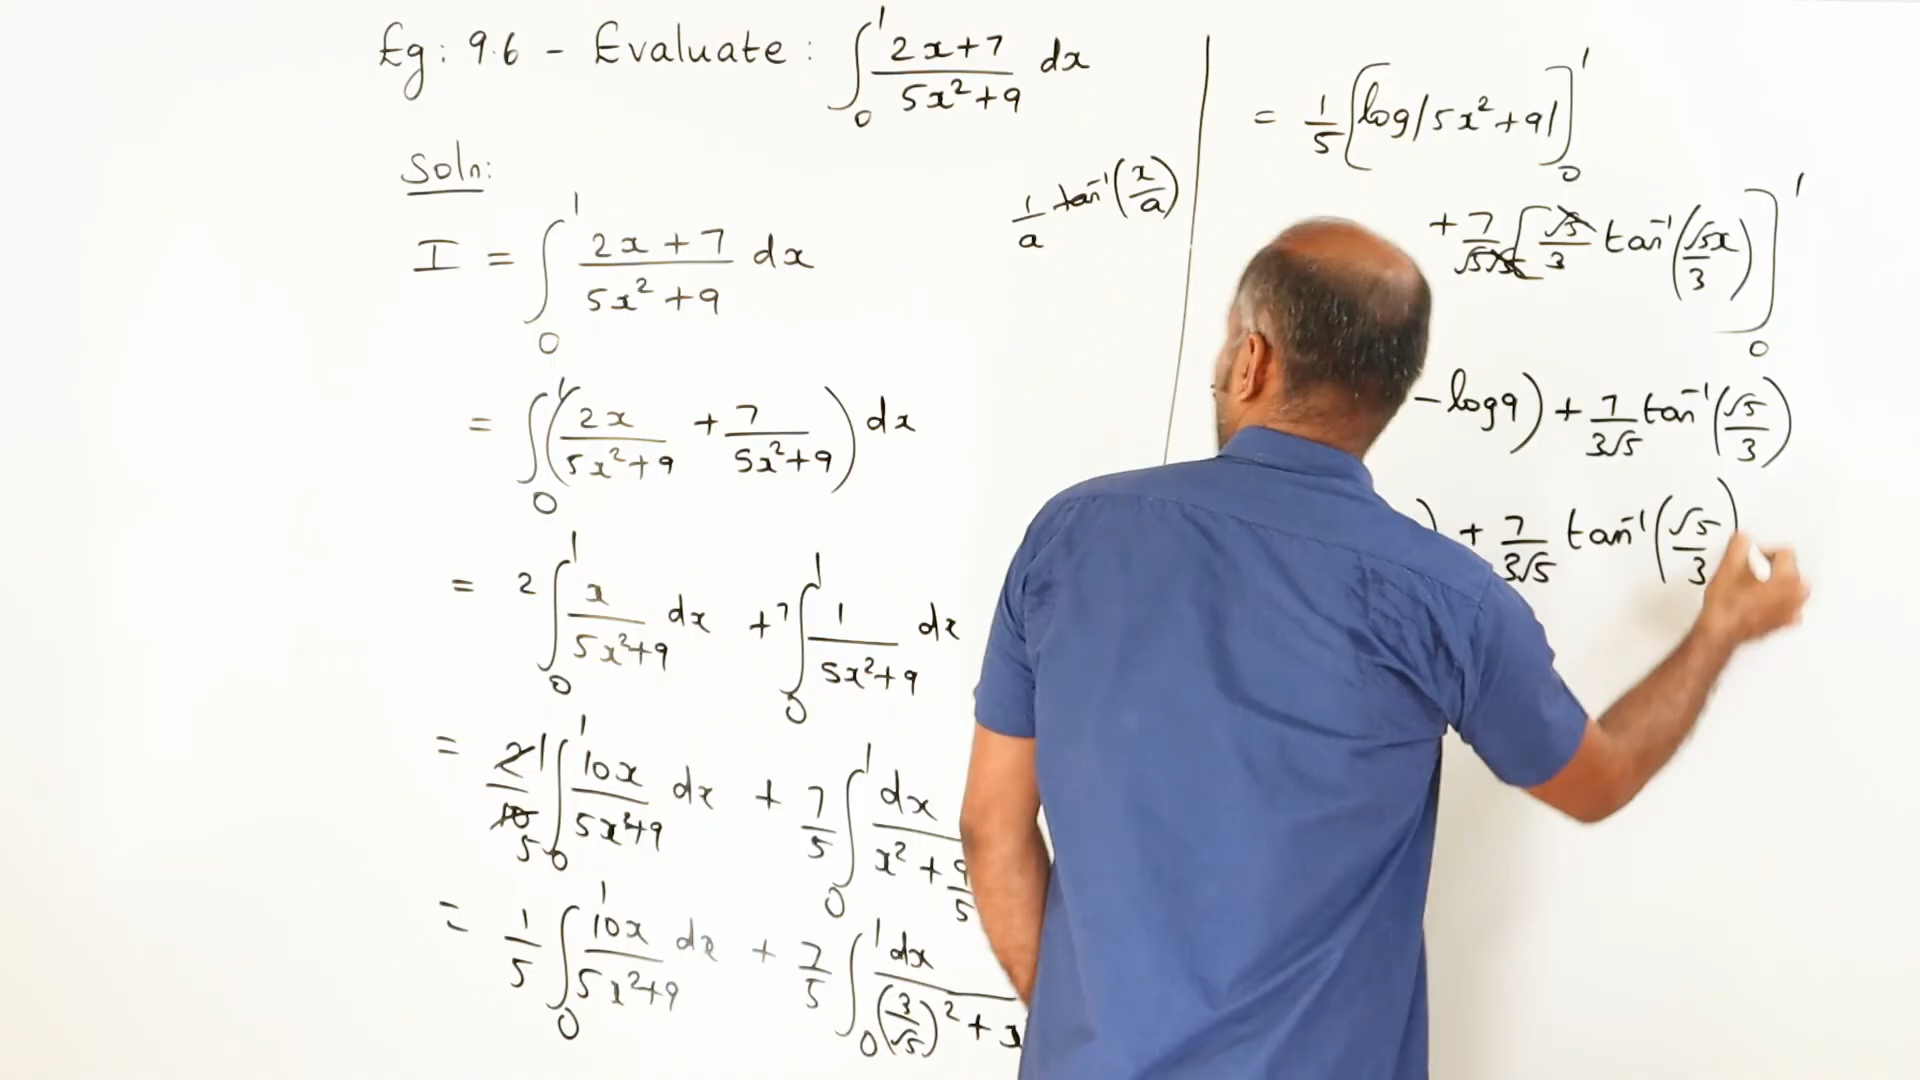 Eg: 9.6 - Evaluate: ∫₀¹ (2x+7)/(5x²+9) dx
Soln:
I = ∫₀¹ (2x+7)/(5x²+9) dx
= ∫₀¹ (2x/(5x²+9) + 7/(5x²+9)) dx
= 2 ∫₀¹ x/(5x²+9) dx + 7 ∫₀¹ 1/(5x²+9) dx
= 1/5 ∫₀¹ 10x/(5x²+9) dx + 7/5 ∫₀¹ dx/(x²+9/5)
= 1/5 ∫₀¹ 10x/(5x²+9) dx + 7/5 ∫₀¹ dx/((3/√5)²+x
1/a tan⁻¹(x/a)
= 1/5 [log|5x²+9|]₀¹
+ 7/√5 [1/3 tan⁻¹(√5x/3)]₀¹
- log9) + 7/3√5 tan⁻¹(√5/3)
) + 7/3√5 tan⁻¹(√5/3)